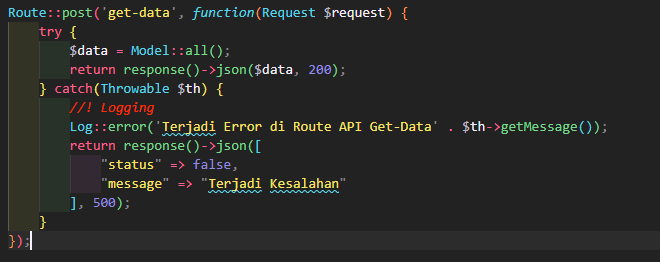 Route::post('get-data', function(Request $request) {
    try {
        $data = Model::all();
        return response()->json($data, 200);
    } catch(Throwable $th) {
        //! Logging
        Log::error('Terjadi Error di Route API Get-Data' . $th->getMessage());
        return response()->json([
            "status" => false,
            "message" => "Terjadi Kesalahan"
        ], 500);
    }
});